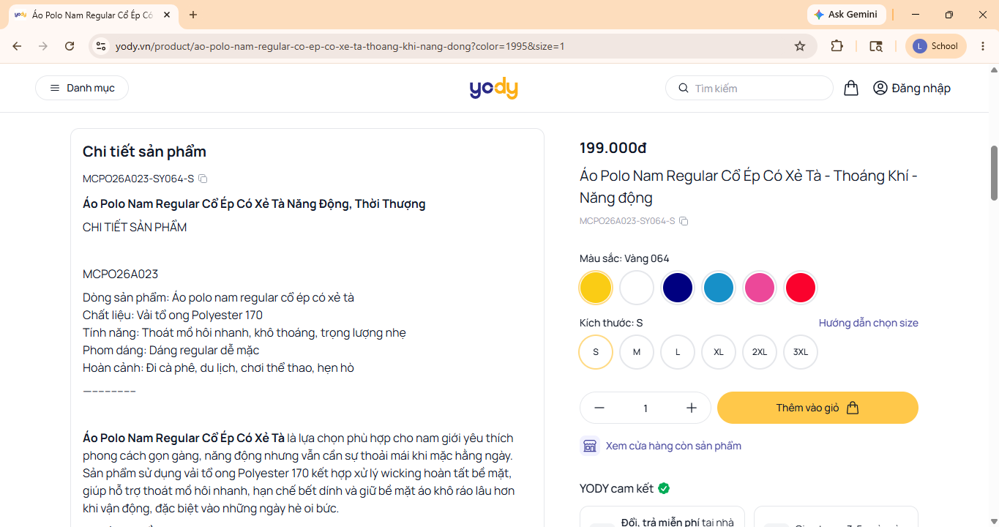 yody Áo Polo Nam Regular Cổ Ép Có
Ask Gemini
yody.vn/product/ao-polo-nam-regular-co-ep-co-xe-ta-thoang-khi-nang-dong?color=1995&size=1
L School
Danh mục
yody
Tìm kiếm
Đăng nhập
Chi tiết sản phẩm
MCPO26A023-SY064-S
Áo Polo Nam Regular Cổ Ép Có Xẻ Tà Năng Động, Thời Thượng
CHI TIẾT SẢN PHẨM
MCPO26A023
Dòng sản phẩm: Áo polo nam regular cổ ép có xẻ tà
Chất liệu: Vải tổ ong Polyester 170
Tính năng: Thoát mồ hôi nhanh, khô thoáng, trọng lượng nhẹ
Phom dáng: Dáng regular dễ mặc
Hoàn cảnh: Đi cà phê, du lịch, chơi thể thao, hẹn hò
—---------
Áo Polo Nam Regular Cổ Ép Có Xẻ Tà là lựa chọn phù hợp cho nam giới yêu thích
phong cách gọn gàng, năng động nhưng vẫn cần sự thoải mái khi mặc hằng ngày.
Sản phẩm sử dụng vải tổ ong Polyester 170 kết hợp xử lý wicking hoàn tất bề mặt,
giúp hỗ trợ thoát mồ hôi nhanh, hạn chế bết dính và giữ bề mặt áo khô ráo lâu hơn
khi vận động, đặc biệt vào những ngày hè oi bức.
199.000đ
Áo Polo Nam Regular Cổ Ép Có Xẻ Tà - Thoáng Khí -
Năng động
MCPO26A023-SY064-S
Màu sắc: Vàng 064
Kích thước: S
Hướng dẫn chọn size
S M L XL 2XL 3XL
1
Thêm vào giỏ
Xem cửa hàng còn sản phẩm
YODY cam kết
Đổi, trả miễn phí tại nhà